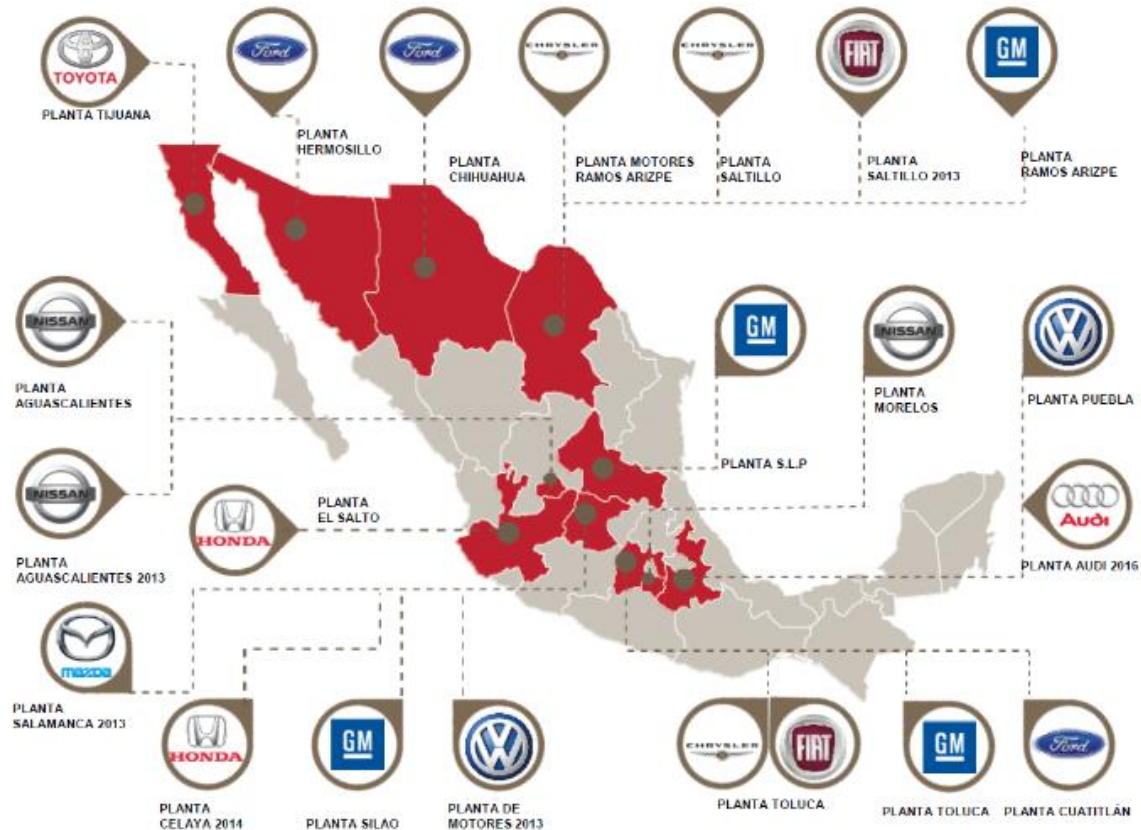 TOYOTA
Ford
Ford
CHRYSLER
CHRYSLER
FIAT
GM
PLANTA TIJUANA
PLANTA
HERMOSILLO
PLANTA
CHIHUAHUA
PLANTA MOTORES
RAMOS ARIZPE
PLANTA
SALTILLO
PLANTA
SALTILLO 2013
PLANTA
RAMOS ARIZPE
NISSAN
GM
NISSAN
PLANTA
AGUASCALIENTES
PLANTA
MORELOS
PLANTA PUEBLA
NISSAN
PLANTA S.L.P
Audi
HONDA
PLANTA
EL SALTO
PLANTA
AGUASCALIENTES 2013
PLANTA AUDI 2016
mazda
PLANTA
SALAMANCA 2013
HONDA
GM
CHRYSLER
FIAT
GM
Ford
PLANTA
CELAYA 2014
PLANTA SILAO
PLANTA DE
MOTORES 2013
PLANTA TOLUCA
PLANTA TOLUCA
PLANTA CUATITLÁN